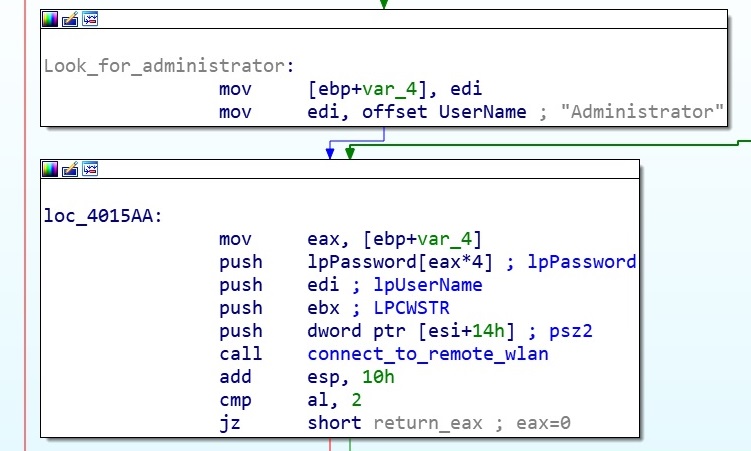 Look_for_administrator:
mov [ebp+var_4], edi
mov edi, offset UserName ; "Administrator"
loc_4015AA:
mov eax, [ebp+var_4]
push lpPassword[eax*4] ; lpPassword
push edi ; lpUserName
push ebx ; LPCWSTR
push dword ptr [esi+14h] ; psz2
call connect_to_remote_wlan
add esp, 10h
cmp al, 2
jz short return_eax ; eax=0